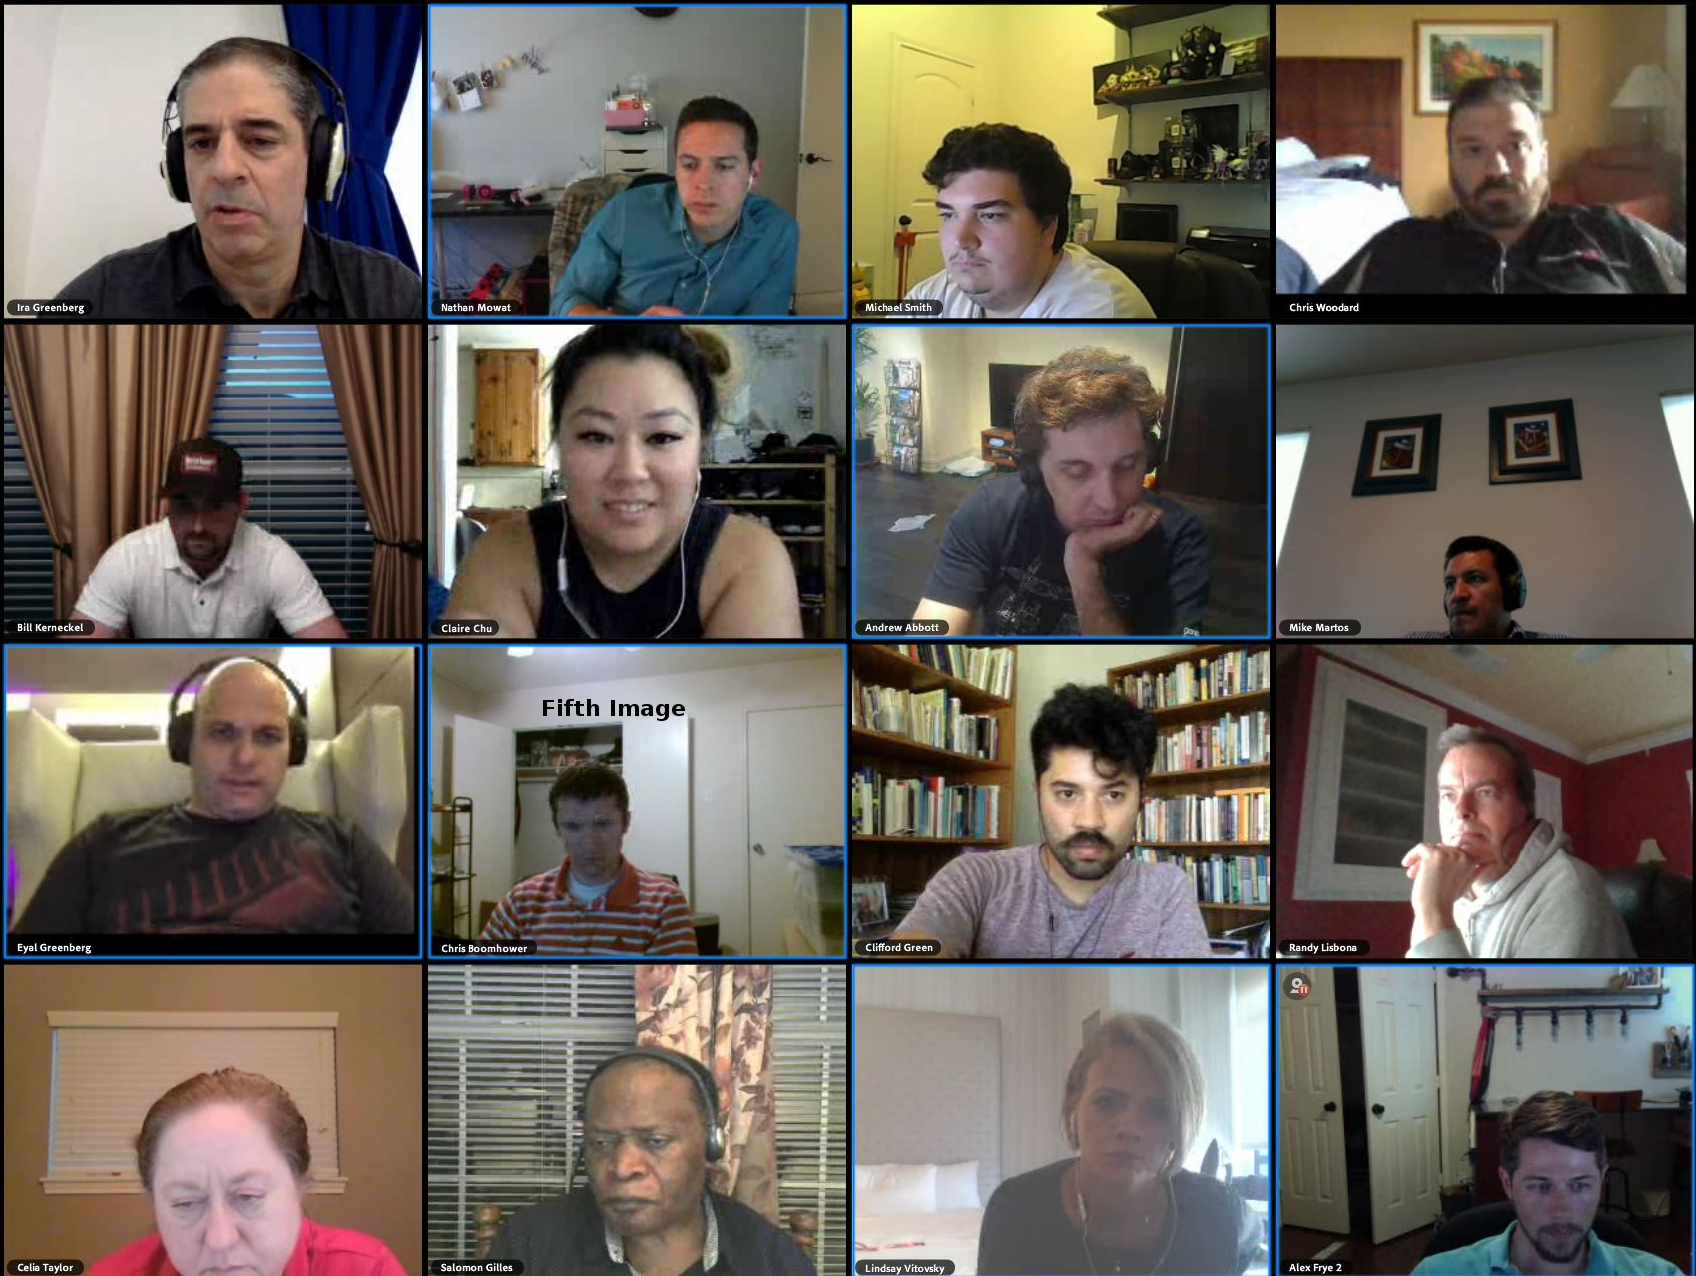 Ira Greenberg
Nathan Mowat
Michael Smith
Chris Woodard
Bill Kerneckel
Claire Chu
Andrew Abbott
Mike Martos
Fifth Image
Eyal Greenberg
Chris Boomhower
Clifford Green
Randy Lisbona
Celia Taylor
Salomon Gilles
Lindsay Vitovsky
Alex Frye 2